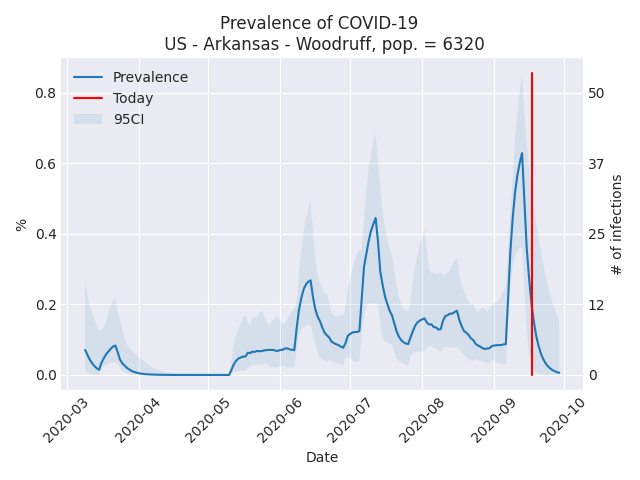 Prevalence of COVID-19
US - Arkansas - Woodruff, pop. = 6320
Prevalence
Today
95CI
0.8
0.6
0.4
0.2
0.0
%
50
37
25
12
0
# of infections
2020-03
2020-04
2020-05
2020-06
2020-07
2020-08
2020-09
2020-10
Date